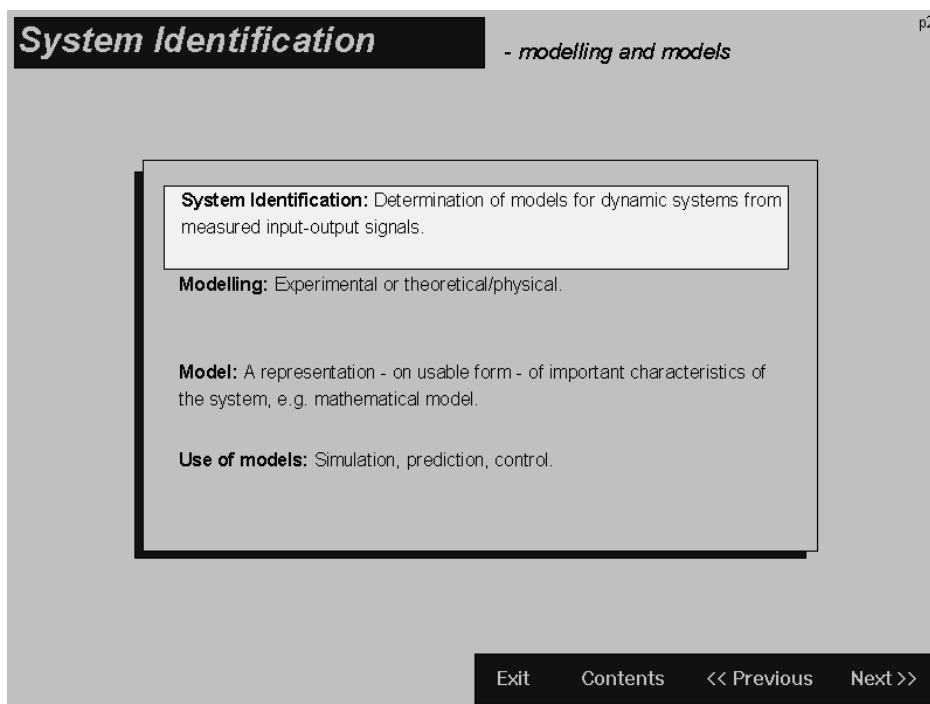 System Identification
- modelling and models
p2
System Identification: Determination of models for dynamic systems from
measured input-output signals.
Modelling: Experimental or theoretical/physical.
Model: A representation - on usable form - of important characteristics of
the system, e.g. mathematical model.
Use of models: Simulation, prediction, control.
Exit
Contents
<< Previous
Next >>